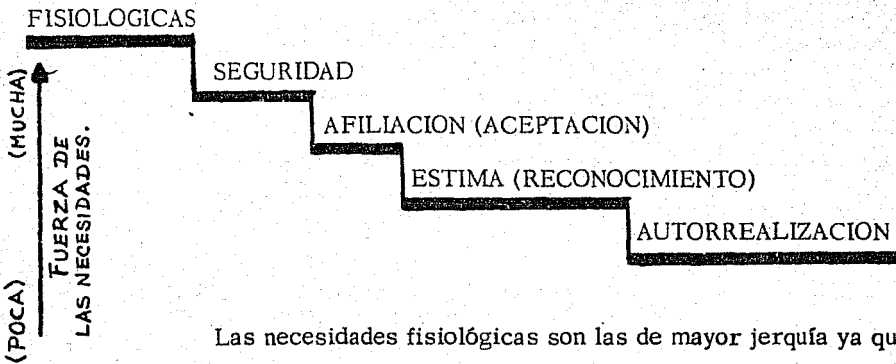 FISIOLOGICAS
SEGURIDAD
AFILIACION (ACEPTACION)
ESTIMA (RECONOCIMIENTO)
AUTORREALIZACION
(MUCHA)
FUERZA DE
LAS NECESIDADES.
(POCA)
Las necesidades fisiológicas son las de mayor jerquía ya qu